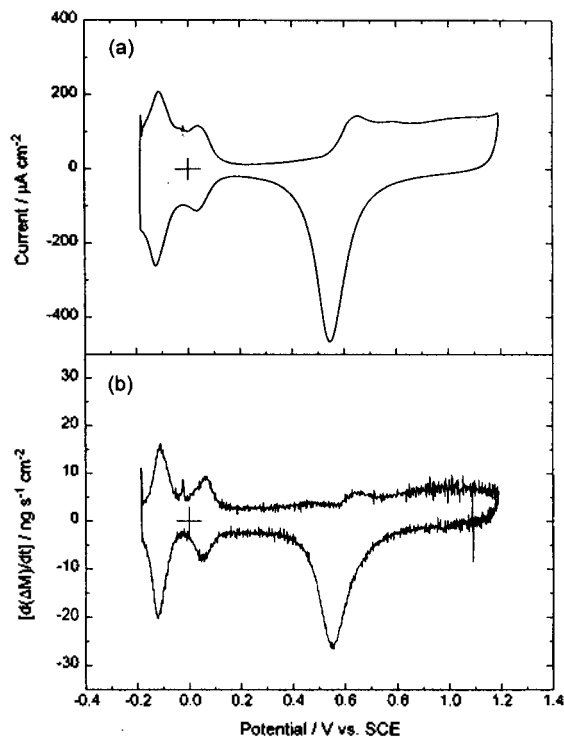 (a)
400
200
0
-200
-400
Current / μA cm⁻²
(b)
30
20
10
0
-10
-20
-30
[d(ΔM)/dt] / ng s⁻¹ cm⁻²
-0.4 -0.2 0.0 0.2 0.4 0.6 0.8 1.0 1.2 1.4
Potential / V vs. SCE